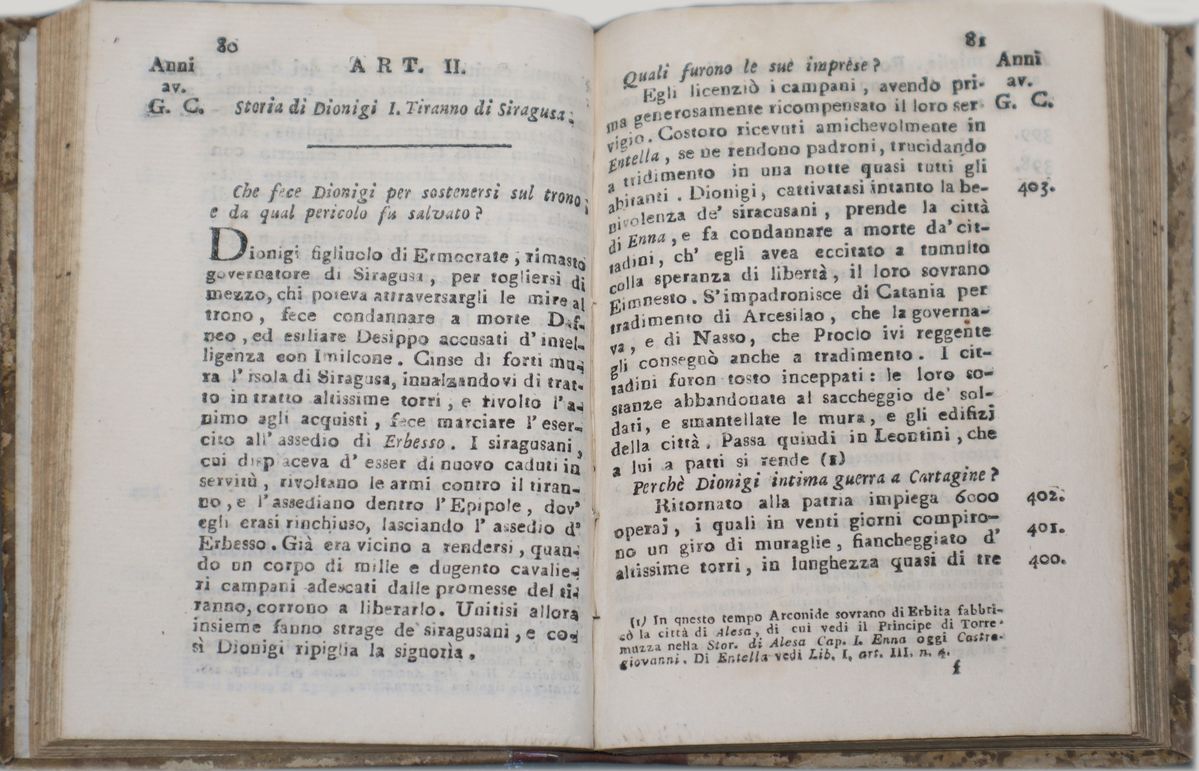 80
Anni
av.
G. C.
ART. II.
Storia di Dionigi I. Tiranno di Siragusa.
Che fece Dionigi per sostenersi sul trono,
e da qual pericolo fu salvato?
Dionigi figliuolo di Ermocrate, rimasto
governatore di Siragusa, per togliersi di
mezzo, chi poteva attraversargli le mire al
trono, fece condannare a morte Daf-
neo, ed esiliare Desippo accusati d' intel-
ligenza con Imilcone. Cinse di forti mu-
ra l' isola di Siragusa, innalzandovi di trat-
to in tratto altissime torri, e rivolto l' a-
nimo agli acquisti, fece marciare l' eser-
cito all' assedio di Erbesso. I siragusani,
cui dispiaceva d' esser di nuovo caduti in
servitù, rivoltano le armi contro il tiran-
no, e l' assediano dentro l' Epipole, dov'
egli erasi rinchiuso, lasciando l' assedio d'
Erbesso. Già era vicino a rendersi, quan-
do un corpo di mille e dugento cavalie-
ri campani adescati dalle promesse del ti-
ranno, corrono a liberarlo. Unitisi allora
insieme fanno strage de' siragusani, e co-
sì Dionigi ripiglia la signoria.
81
Anni
av.
G. C.
Quali furono le sue imprese?
Egli licenziò i campani, avendo pri-
ma generosamente ricompensato il loro ser
vigio. Costoro ricevuti amichevolmente in
Entella, se ne rendono padroni, trucidando
a tridimento in una notte quasi tutti gli
abitanti. Dionigi, cattivatasi intanto la be-
403.
nivolenza de' siracusani, prende la città
di Enna, e fa condannare a morte da' cit-
tadini, ch' egli avea eccitato a tumulto
colla speranza di libertà, il loro sovrano
Eimnesto. S' impadronisce di Catania per
tradimento di Arcesilao, che la governa-
va, e di Nasso, che Proclo ivi reggente
gli consegnò anche a tradimento. I cit-
tadini furon tosto inceppati: le loro so-
stanze abbandonate al saccheggio de' sol-
dati, e smantellate le mura, e gli edifizj
della città. Passa quindi in Leontini, che
a lui a patti si rende (1)
Perchè Dionigi intima guerra a Cartagine?
Ritornato alla patria impiega 6000
402.
operaj, i quali in venti giorni compiro-
401.
no un giro di muraglie, fiancheggiato d'
altissime torri, in lunghezza quasi di tre
400.
(1) In questo tempo Arconide sovrano di Erbita fabbri-
cò la città di Alesa, di cui vedi il Principe di Torre-
muzza nella Stor. di Alesa Cap. I. Enna oggi Castro-
giovanni. Di Entella vedi Lib. I, art. III. n. 4.
f